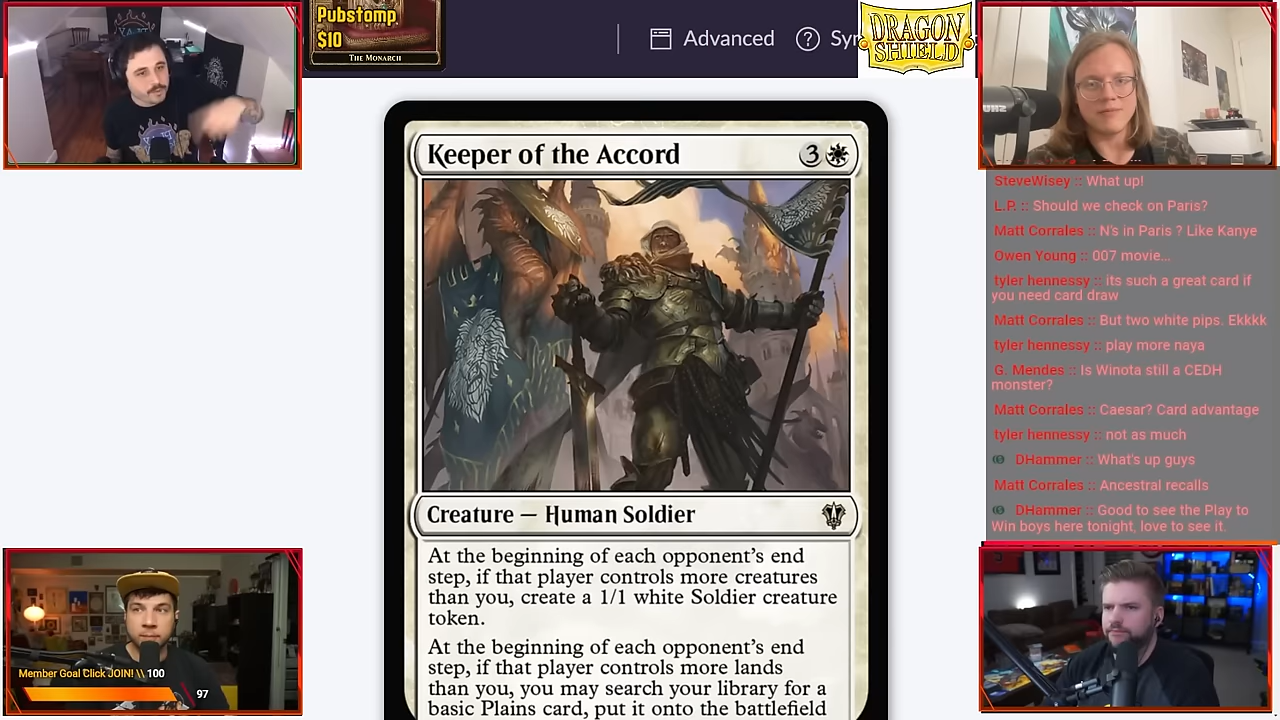 Pubstomp
$10
THE MONARCH
Advanced
? Syn
DRAGON
SHIELD
Keeper of the Accord
3
Creature — Human Soldier
At the beginning of each opponent's end
step, if that player controls more creatures
than you, create a 1/1 white Soldier creature
token.
At the beginning of each opponent's end
step, if that player controls more lands
than you, you may search your library for a
basic Plains card, put it onto the battlefield
SteveWisey :: What up!
L.P. :: Should we check on Paris?
Matt Corrales :: N's in Paris ? Like Kanye
Owen Young :: 007 movie...
tyler hennessy :: its such a great card if
you need card draw
Matt Corrales :: But two white pips. Ekkkk
tyler hennessy :: play more naya
G. Mendes :: Is Winota still a CEDH
monster?
Matt Corrales :: Caesar? Card advantage
tyler hennessy :: not as much
DHammer :: What's up guys
Matt Corrales :: Ancestral recalls
DHammer :: Good to see the Play to
Win boys here tonight, love to see it.
Member Goal Click JOIN! \\ 100
97